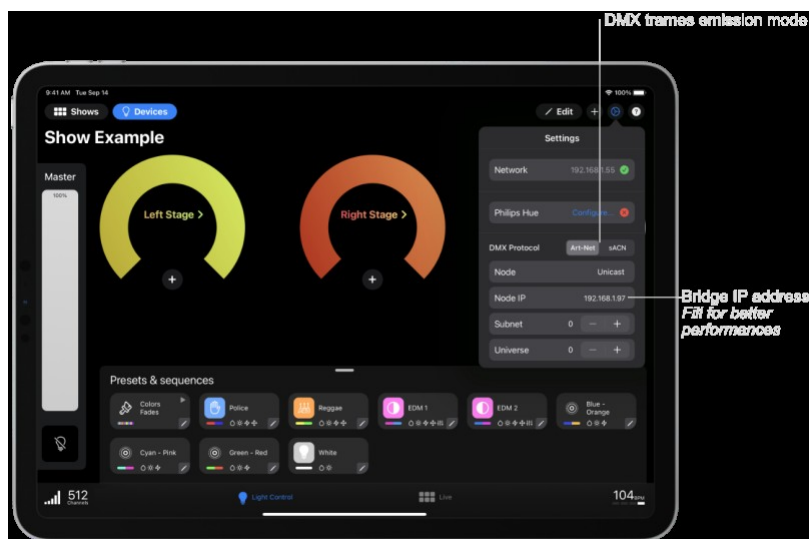 DMX frames emission mode
9:41 AM Tue Sep 14
100%
Shows
Devices
Edit
Show Example
Settings
Master
100%
Network
192.168.1.55
Left Stage >
Right Stage >
Philips Hue
Configure...
DMX Protocol
Art-Net
sACN
Node
Unicast
Node IP
192.168.1.97
Bridge IP address
Fill for better
performances
Subnet
0
- +
Universe
0
- +
Presets & sequences
Colors
Fades
Police
Reggae
EDM 1
EDM 2
Blue -
Orange
Cyan - Pink
Green - Red
White
512
Channels
Light Control
Live
104 BPM